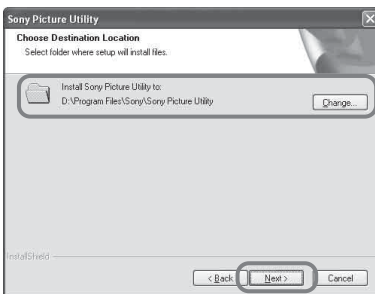 Sony Picture Utility
Choose Destination Location
Select folder where setup will install files.
Install Sony Picture Utility to:
D:\Program Files\Sony\Sony Picture Utility
Change...
InstallShield
< Back
Next >
Cancel